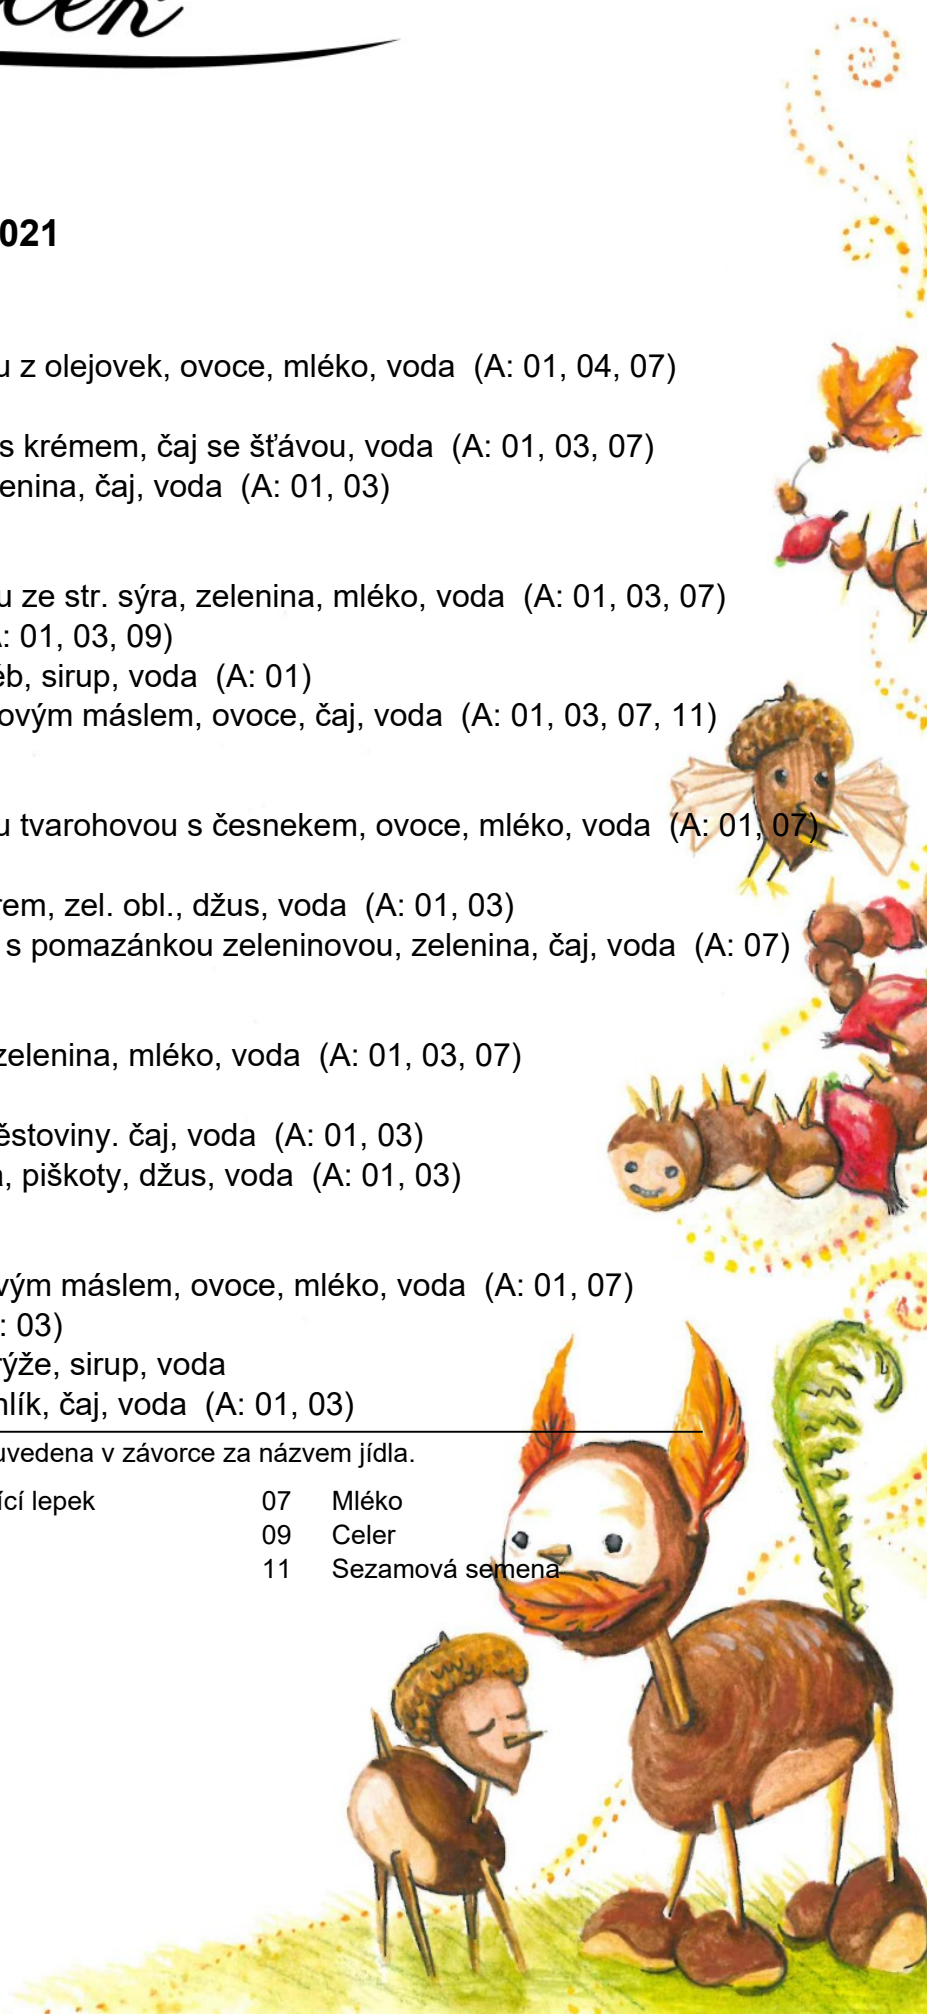 ček
021
u z olejovek, ovoce, mléko, voda (A: 01, 04, 07)
s krémem, čaj se šťávou, voda (A: 01, 03, 07)
enina, čaj, voda (A: 01, 03)
u ze str. sýra, zelenina, mléko, voda (A: 01, 03, 07)
: 01, 03, 09)
éb, sirup, voda (A: 01)
ovým máslem, ovoce, čaj, voda (A: 01, 03, 07, 11)
u tvarohovou s česnekem, ovoce, mléko, voda (A: 01, 07)
rem, zel. obl., džus, voda (A: 01, 03)
s pomazánkou zeleninovou, zelenina, čaj, voda (A: 07)
zelenina, mléko, voda (A: 01, 03, 07)
ěstoviny. čaj, voda (A: 01, 03)
, piškoty, džus, voda (A: 01, 03)
vým máslem, ovoce, mléko, voda (A: 01, 07)
: 03)
rýže, sirup, voda
hlík, čaj, voda (A: 01, 03)
uvedena v závorce za názvem jídla.
ící lepek
07 Mléko
09 Celer
11 Sezamová semena